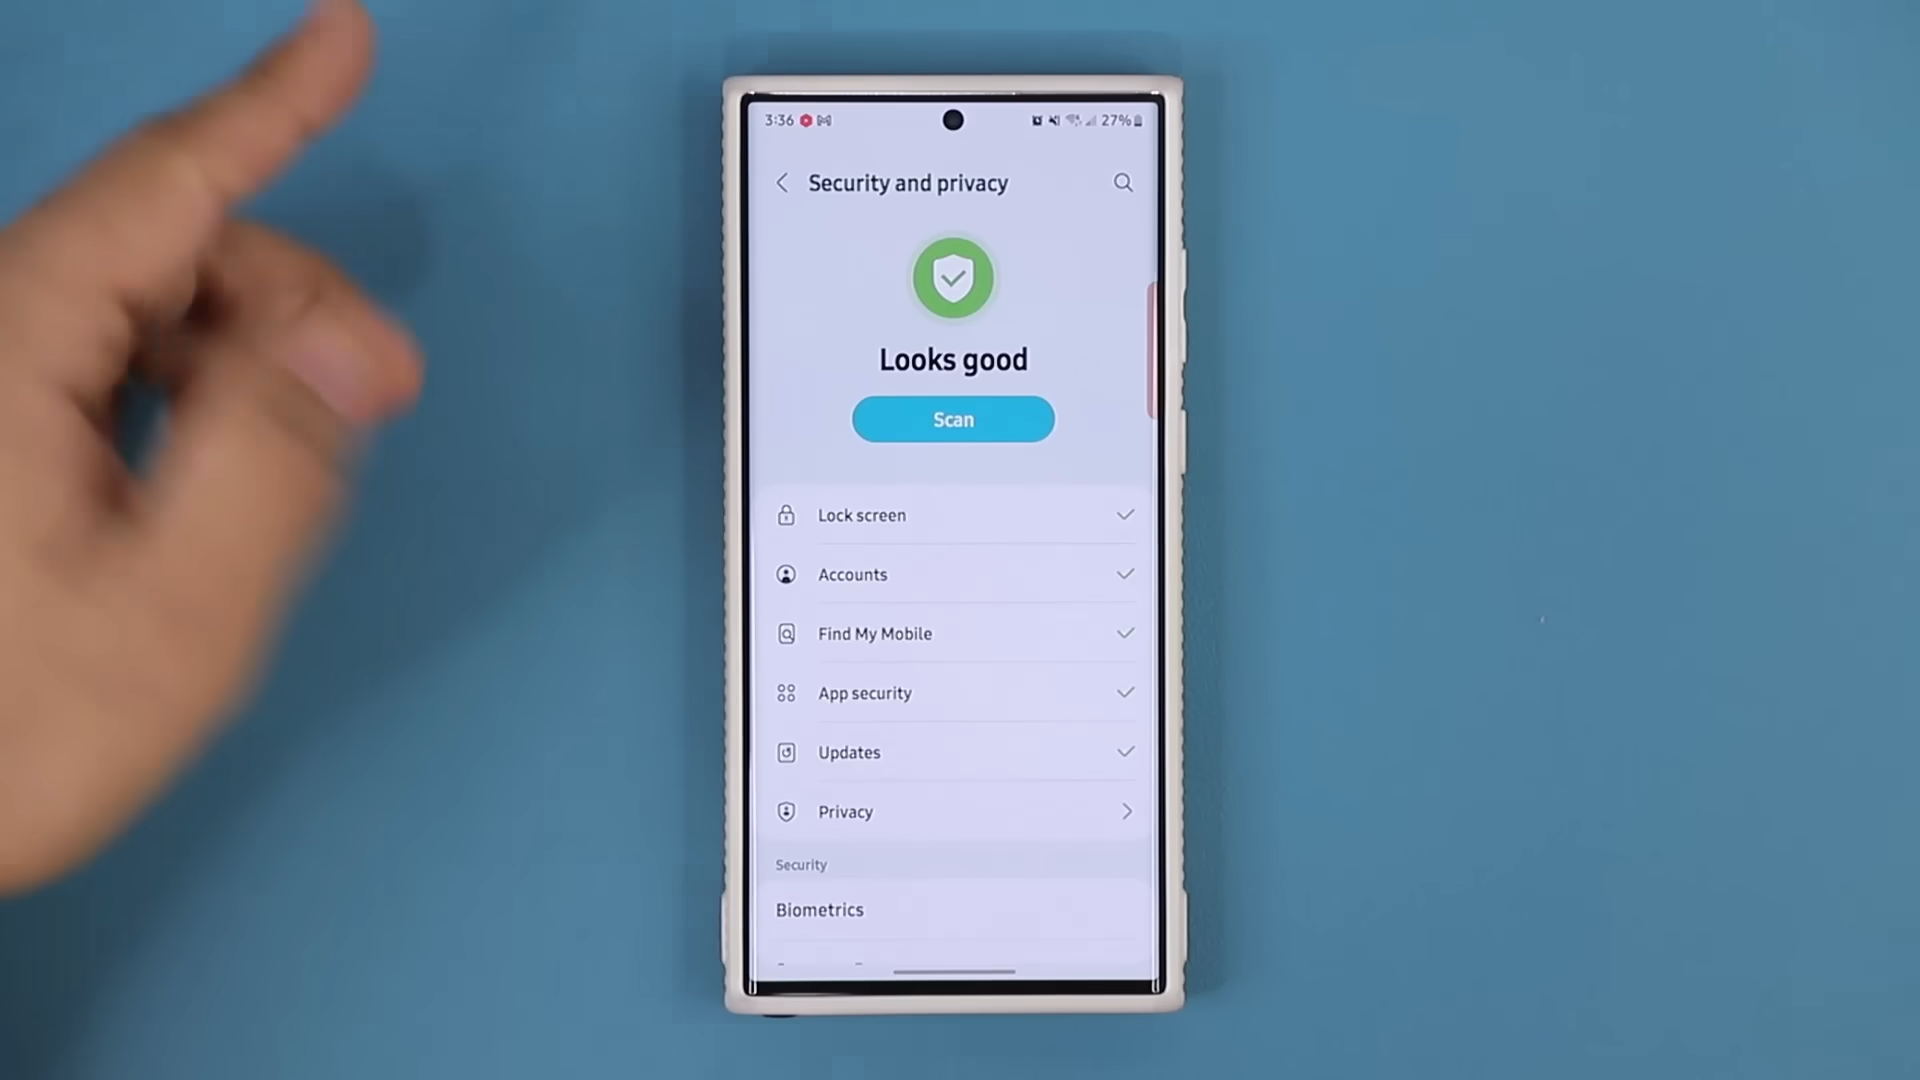 3:36 27%
Security and privacy
Looks good
Scan
Lock screen
Accounts
Find My Mobile
App security
Updates
Privacy
Security
Biometrics